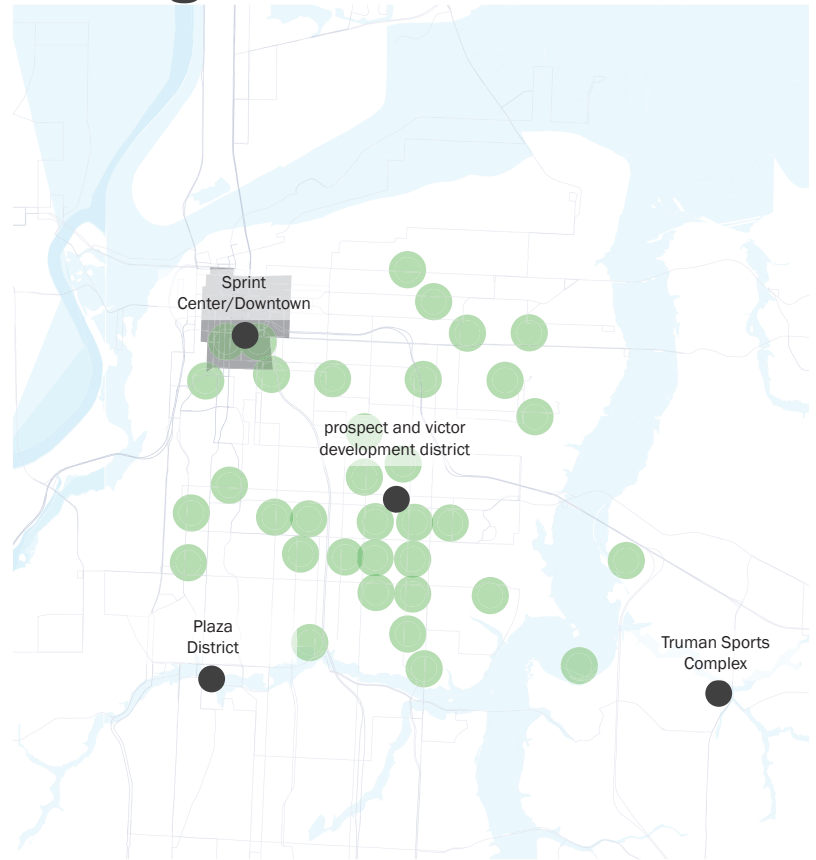 Sprint
Center/Downtown
prospect and victor
development district
Plaza
District
Truman Sports
Complex